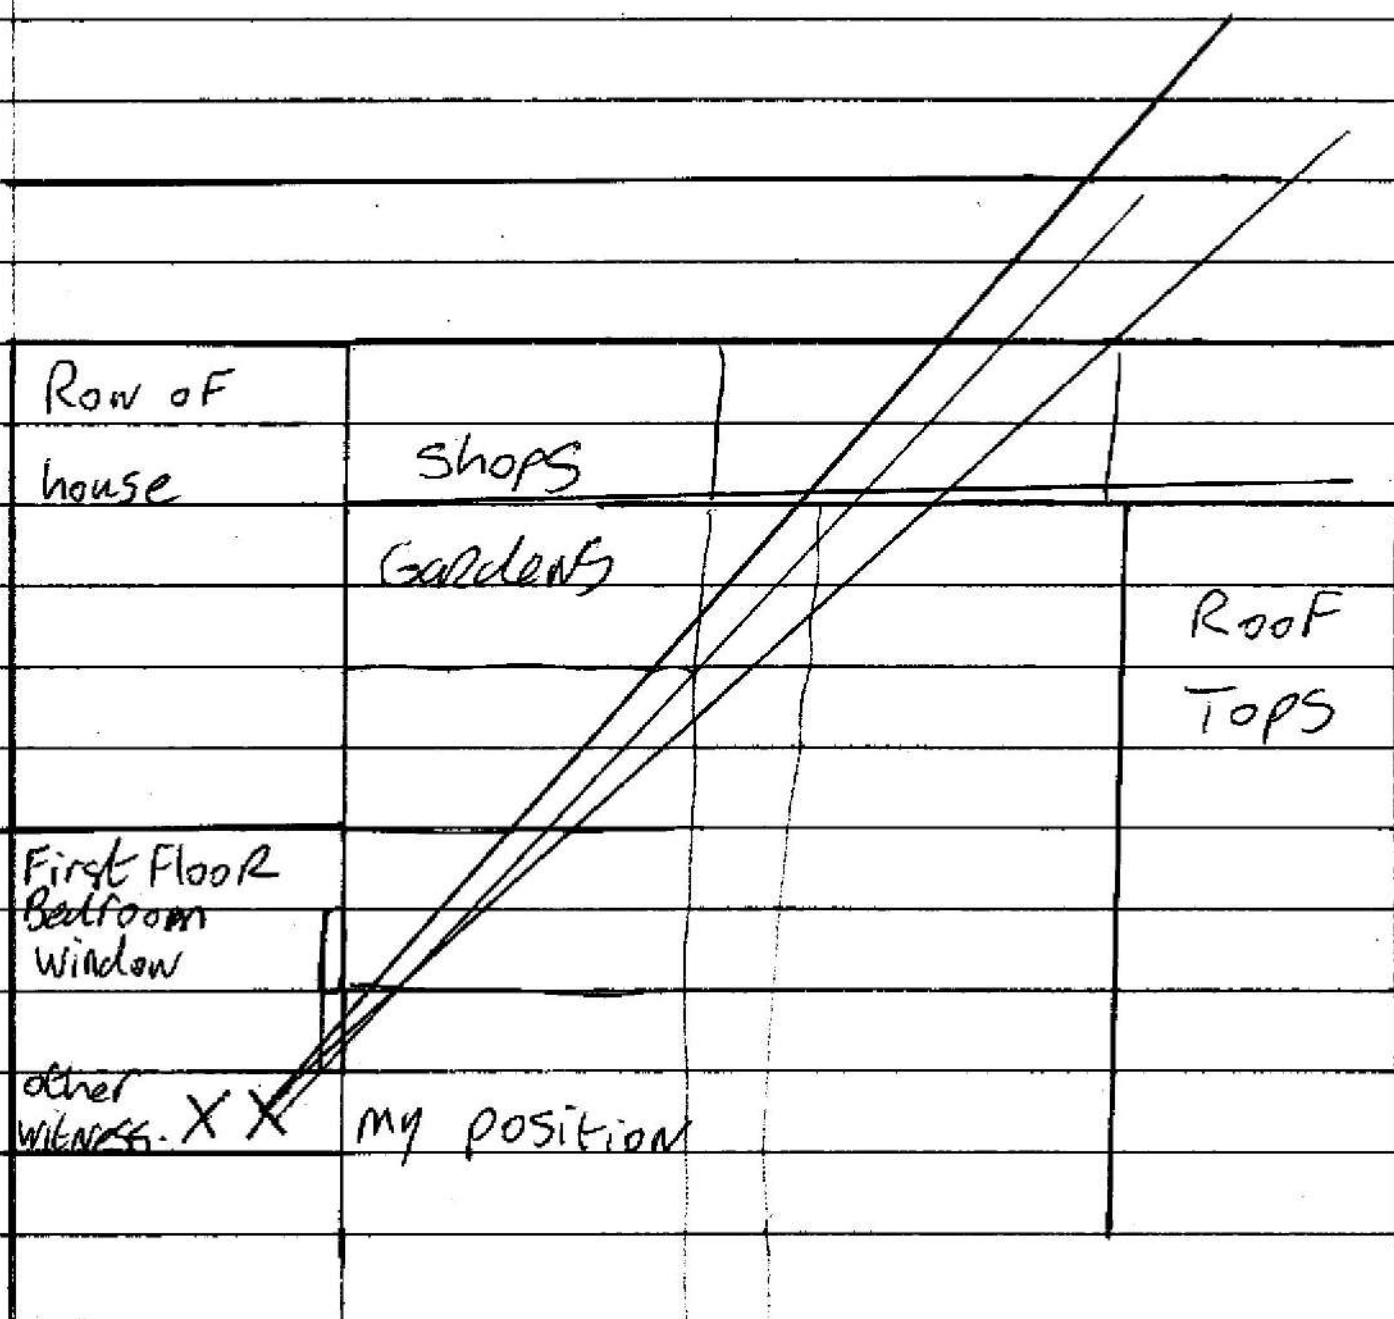 Row of
house
shops
Gardens
Roof
Tops
First Floor
Bedroom
window
other
witness. X X my position